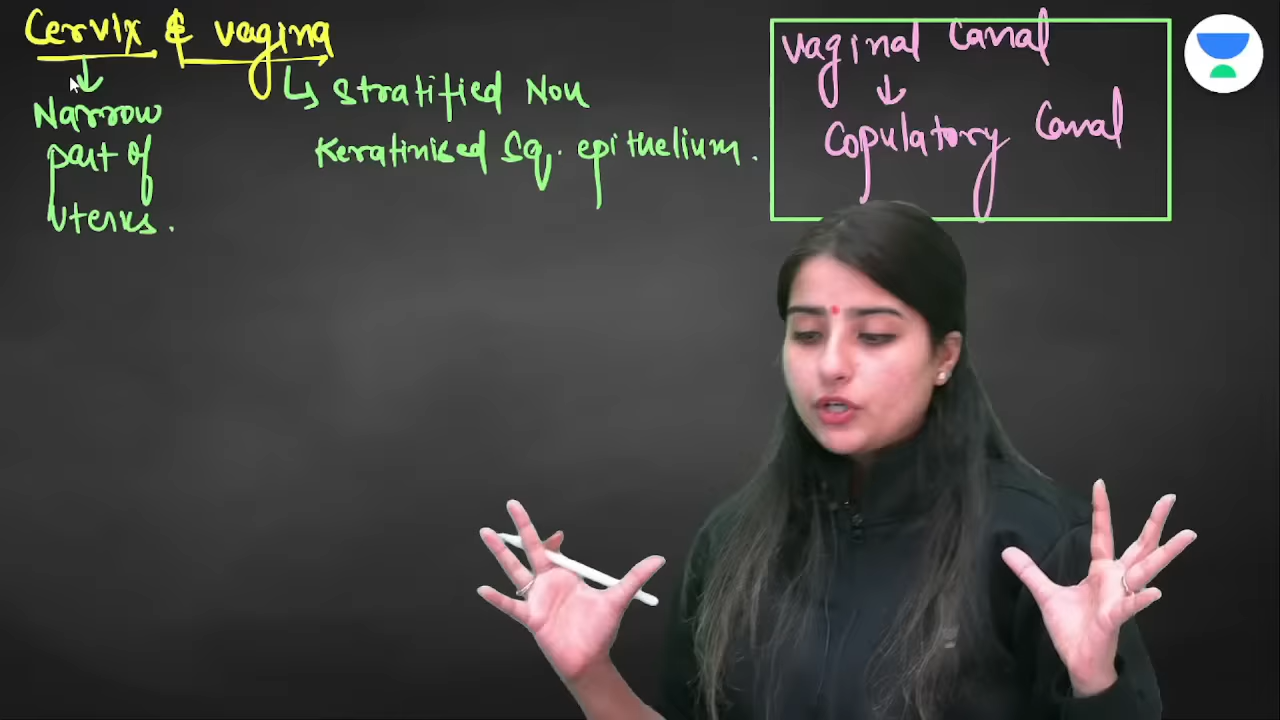 Cervix & vagina
Narrow
part of
uterus.
↳ Stratified Non
Keratinised Sq. epithelium.
vaginal Canal
↓
Copulatory Canal